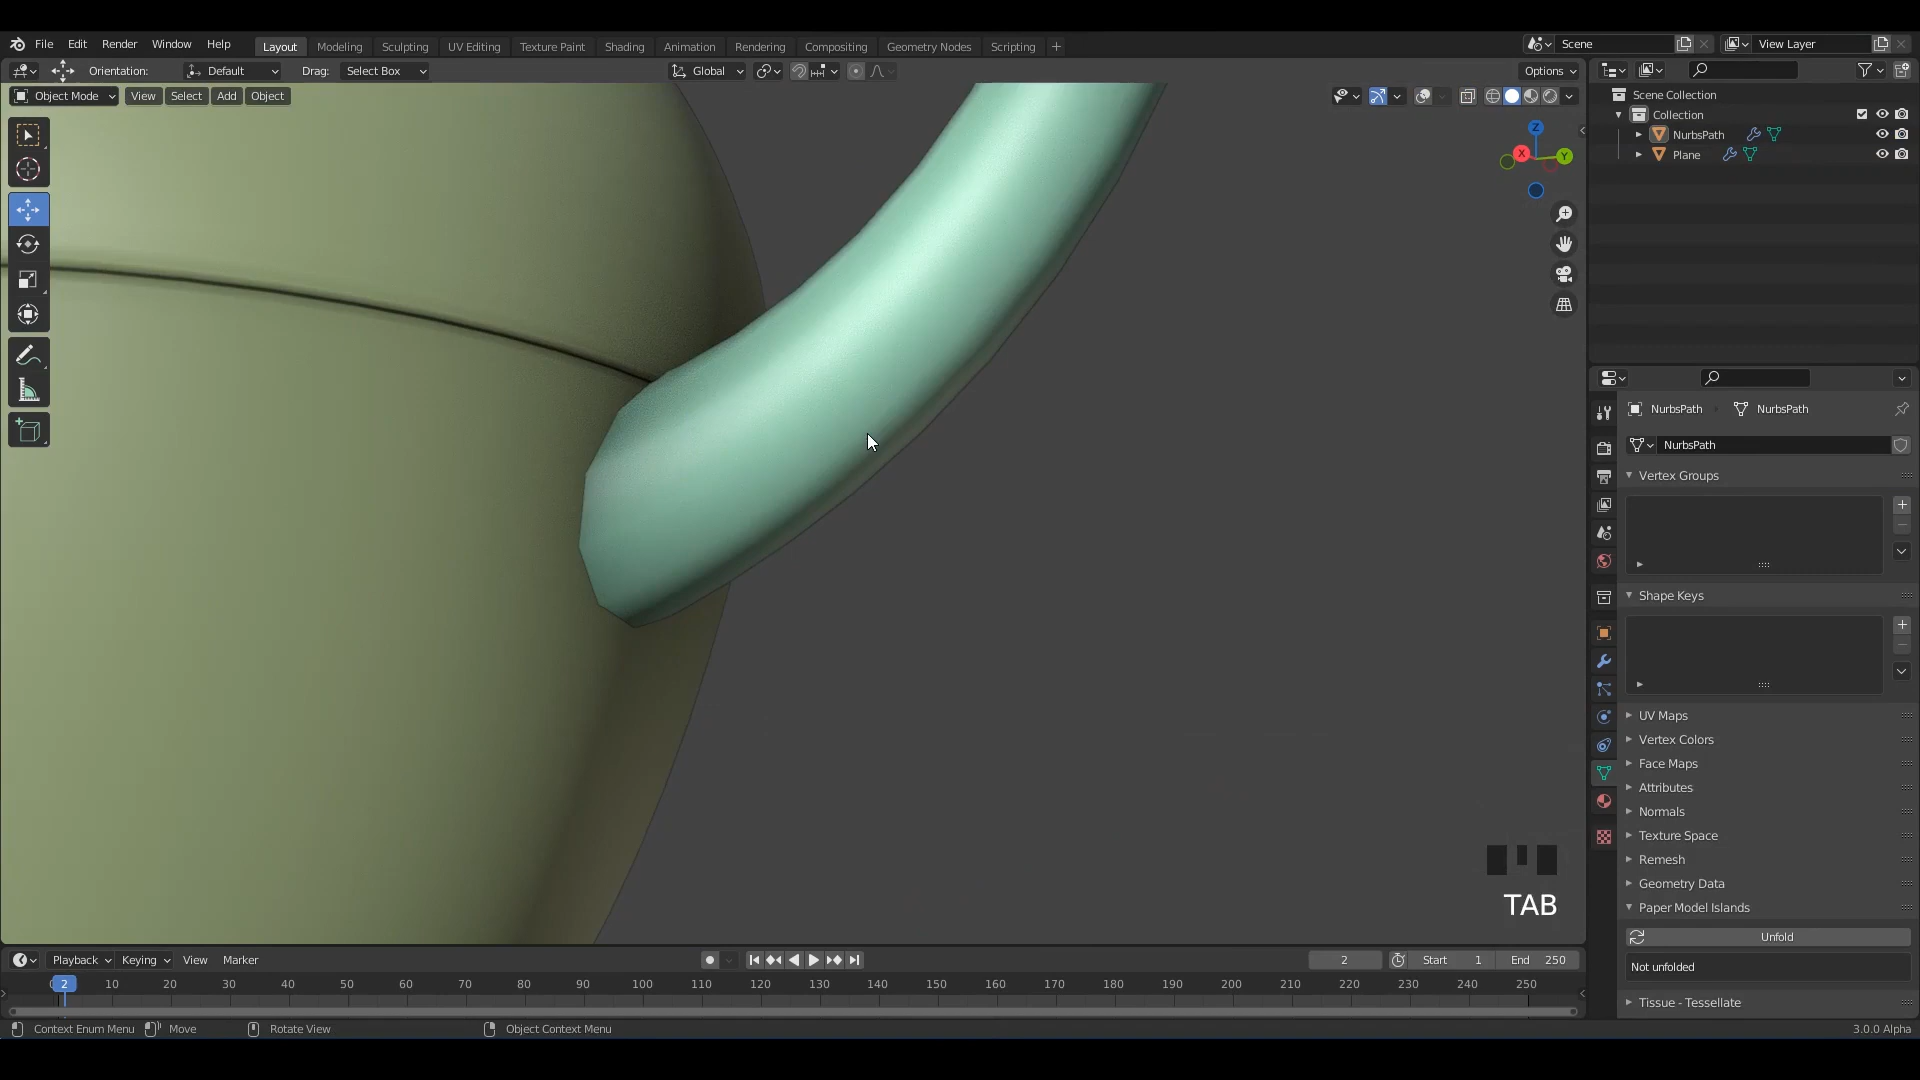 File Edit Render Window Help Layout Modeling Sculpting UV Editing Texture Paint Shading Animation Rendering Compositing Geometry Nodes Scripting + Scene View Layer
Orientation: Default Drag: Select Box Global Options
Object Mode View Select Add Object
Z
X
Y
Scene Collection
Collection
NurbsPath
Plane
NurbsPath NurbsPath
NurbsPath
Vertex Groups
Shape Keys
UV Maps
Vertex Colors
Face Maps
Attributes
Normals
Texture Space
Remesh
Geometry Data
Paper Model Islands
Unfold
Not unfolded
Tissue - Tessellate
TAB
Playback Keying View Marker 2 Start 1 End 250
2 10 20 30 40 50 60 70 80 90 100 110 120 130 140 150 160 170 180 190 200 210 220 230 240 250
Context Enum Menu Move Rotate View Object Context Menu 3.0.0 Alpha